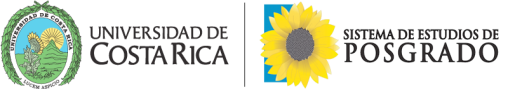 UNIVERSIDAD DE COSTA RICA
LUCEM ASPICIO
UNIVERSIDAD DE
COSTA RICA
SISTEMA DE ESTUDIOS DE
POSGRADO